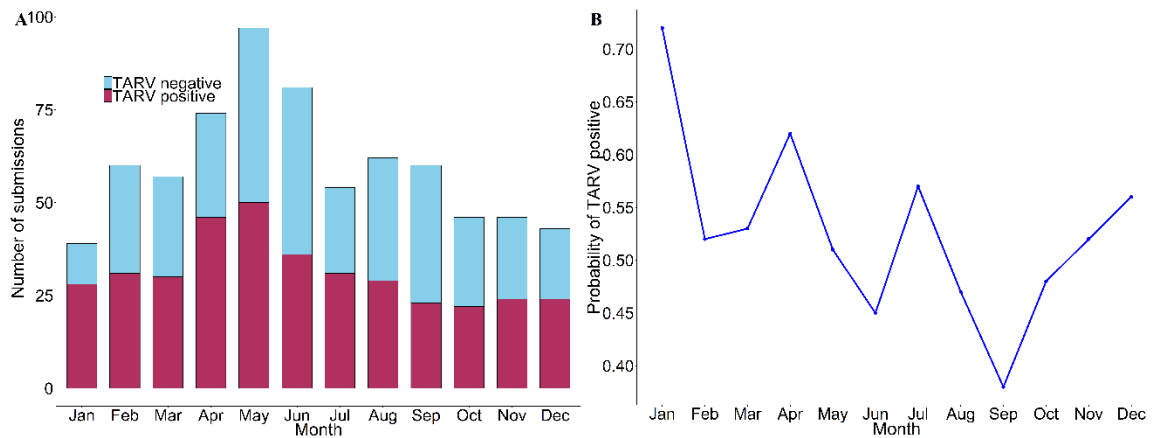 A
Number of submissions
100
75
50
25
0
TARV negative
TARV positive
Jan Feb Mar Apr May Jun Jul Aug Sep Oct Nov Dec
Month
B
Probability of TARV positive
0.70
0.65
0.60
0.55
0.50
0.45
0.40
Jan Feb Mar Apr May Jun Jul Aug Sep Oct Nov Dec
Month